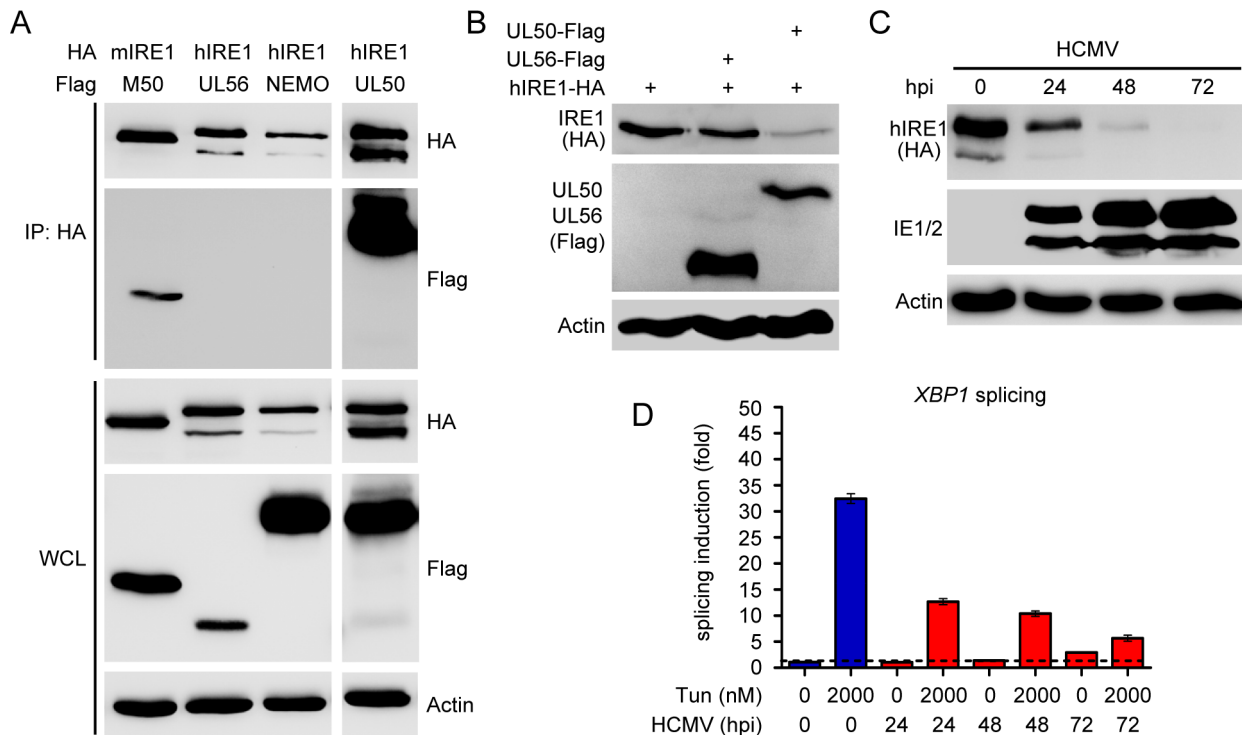 A
HA mIRE1 hIRE1 hIRE1 hIRE1
Flag M50 UL56 NEMO UL50
HA
IP: HA
Flag
HA
WCL
Flag
Actin
B
UL50-Flag +
UL56-Flag +
hIRE1-HA + + +
IRE1
(HA)
UL50
UL56
(Flag)
Actin
C
HCMV
hpi 0 24 48 72
hIRE1
(HA)
IE1/2
Actin
D
XBP1 splicing
splicing induction (fold)
50
45
40
35
30
25
20
15
10
5
0
Tun (nM) 0 2000 0 2000 0 2000 0 2000
HCMV (hpi) 0 0 24 24 48 48 72 72